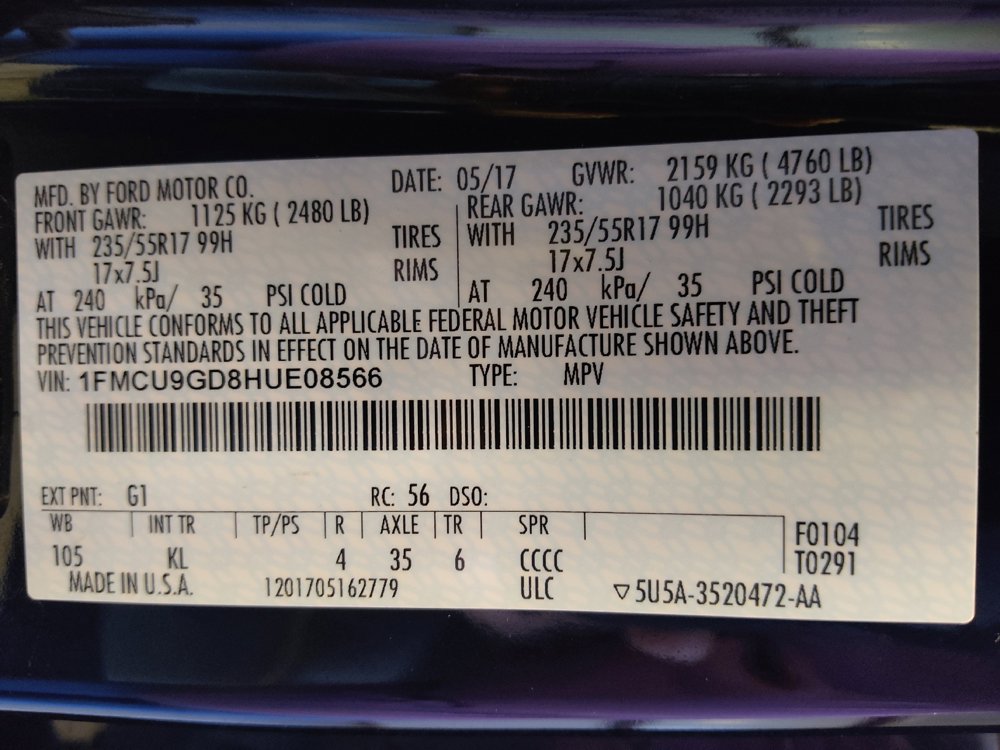 MFD. BY FORD MOTOR CO. DATE: 05/17 GVWR: 2159 KG ( 4760 LB)
FRONT GAWR: 1125 KG ( 2480 LB) REAR GAWR: 1040 KG ( 2293 LB)
WITH 235/55R17 99H TIRES WITH 235/55R17 99H TIRES
17x7.5J RIMS 17x7.5J RIMS
AT 240 kPa/ 35 PSI COLD AT 240 kPa/ 35 PSI COLD
THIS VEHICLE CONFORMS TO ALL APPLICABLE FEDERAL MOTOR VEHICLE SAFETY AND THEFT
PREVENTION STANDARDS IN EFFECT ON THE DATE OF MANUFACTURE SHOWN ABOVE.
VIN: 1FMCU9GD8HUE08566 TYPE: MPV
EXT PNT: G1 RC: 56 DSO:
WB INT TR TP/PS R AXLE TR SPR F0104
105 KL 4 35 6 CCCC T0291
MADE IN U.S.A. 1201705162779 ULC ▽5U5A-3520472-AA